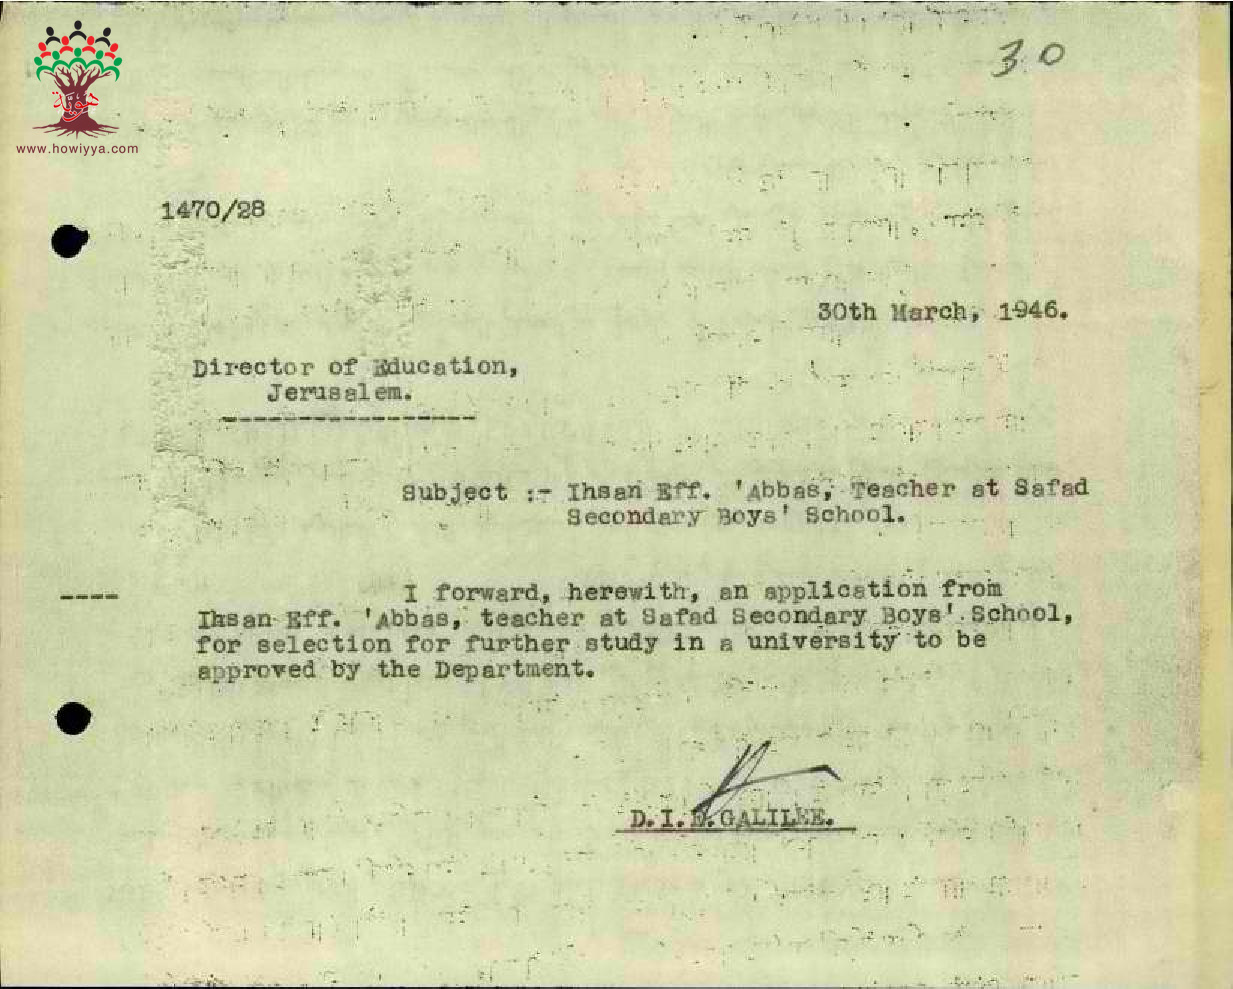 30
هوية
www.howiyya.com
1470/28
30th March, 1946.
Director of Education,
Jerusalem.
-----------------
Subject :- Ihsan Eff. 'Abbas, Teacher at Safad
Secondary Boys' School.
---- I forward, herewith, an application from
Ihsan Eff. 'Abbas, teacher at Safad Secondary Boys' School,
for selection for further study in a university to be
approved by the Department.
D.I.E.GALILEE.